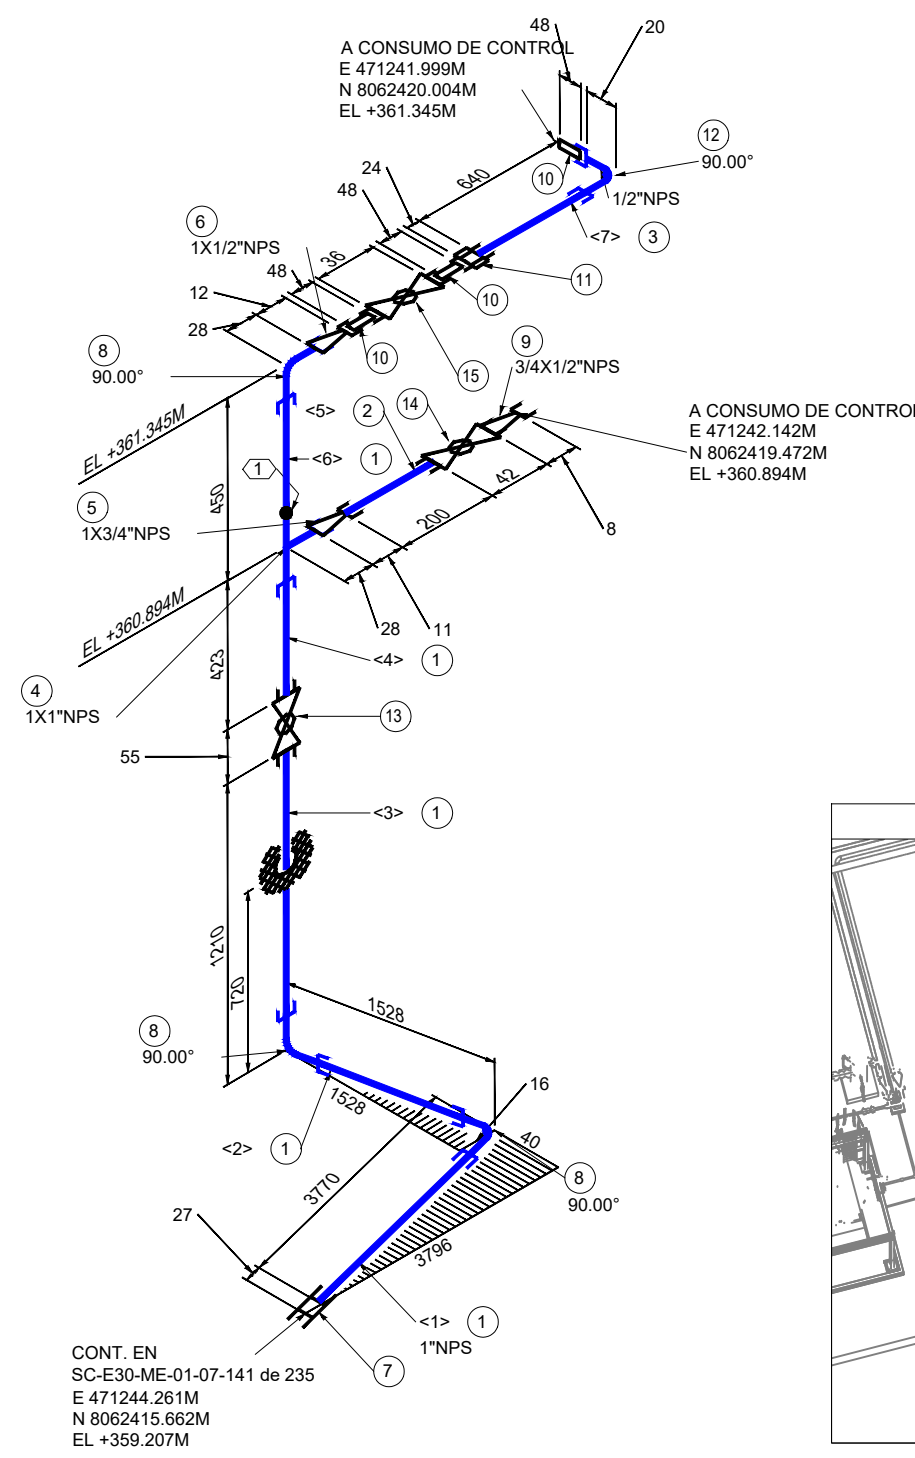 48
20
A CONSUMO DE CONTROL
E 471241.999M
N 8062420.004M
EL +361.345M
12
90.00°
24
640
10
48
1/2"NPS
6
1X1/2"NPS
<7> 3
36
48
11
12
10
28
10
9
8
90.00°
15
3/4X1/2"NPS
14
<5>
2
A CONSUMO DE CONTROL
E 471242.142M
N 8062419.472M
EL +360.894M
EL +361.345M
<6> 1
1
42
450
5
1X3/4"NPS
200
8
EL +360.894M
28
11
423
<4> 1
4
1X1"NPS
13
55
<3> 1
1210
720
1528
8
90.00°
16
1528
40
<2> 1
8
90.00°
3770
27
3796
<1> 1
1"NPS
7
CONT. EN
SC-E30-ME-01-07-141 de 235
E 471244.261M
N 8062415.662M
EL +359.207M